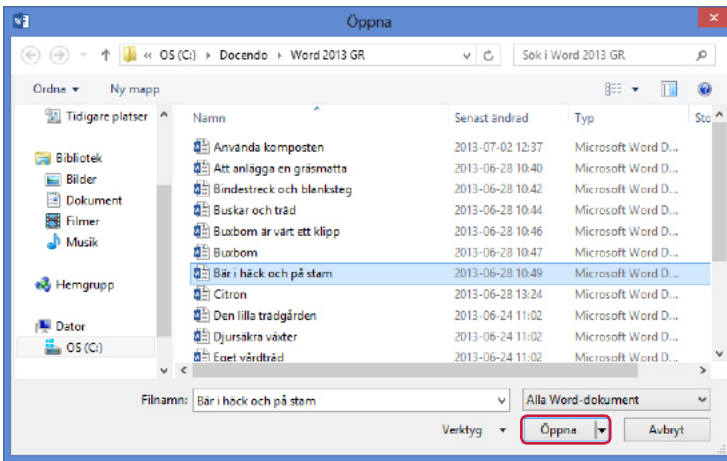 Öppna
« OS (C:) Docendo Word 2013 GR
Sök i Word 2013 GR
Ordna Ny mapp
Tidigare platser
Bibliotek
Bilder
Dokument
Filmer
Musik
Hemgrupp
Dator
OS (C:)
Namn Senast ändrad Typ Sto
Använda komposten 2013-07-02 12:37 Microsoft Word D...
Att anlägga en gräsmatta 2013-06-28 10:40 Microsoft Word D...
Bindestreck och blanksteg 2013-06-28 10:42 Microsoft Word D...
Buskar och träd 2013-06-28 10:44 Microsoft Word D...
Buxbom är värt ett klipp 2013-06-28 10:46 Microsoft Word D...
Buxbom 2013-06-28 10:47 Microsoft Word D...
Bär i häck och på stam 2013-06-28 10:49 Microsoft Word D...
Citron 2013-06-28 13:24 Microsoft Word D...
Den lilla trädgården 2013-06-24 11:02 Microsoft Word D...
Djursäkra växter 2013-06-24 11:02 Microsoft Word D...
Eget vårdträd 2013-06-24 11:02 Microsoft Word D...
Filnamn: Bär i häck och på stam Alla Word-dokument
Verktyg Öppna Avbryt